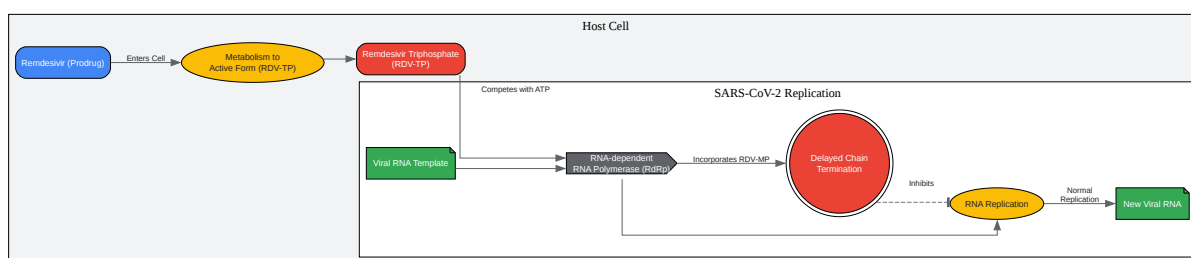 Host Cell
Remdesivir (Prodrug)
Enters Cell
Metabolism to
Active Form (RDV-TP)
Remdesivir Triphosphate
(RDV-TP)
Competes with ATP
SARS-CoV-2 Replication
Viral RNA Template
RNA-dependent
RNA Polymerase (RdRp)
Incorporates RDV-MP
Delayed Chain
Termination
Inhibits
RNA Replication
Normal
Replication
New Viral RNA